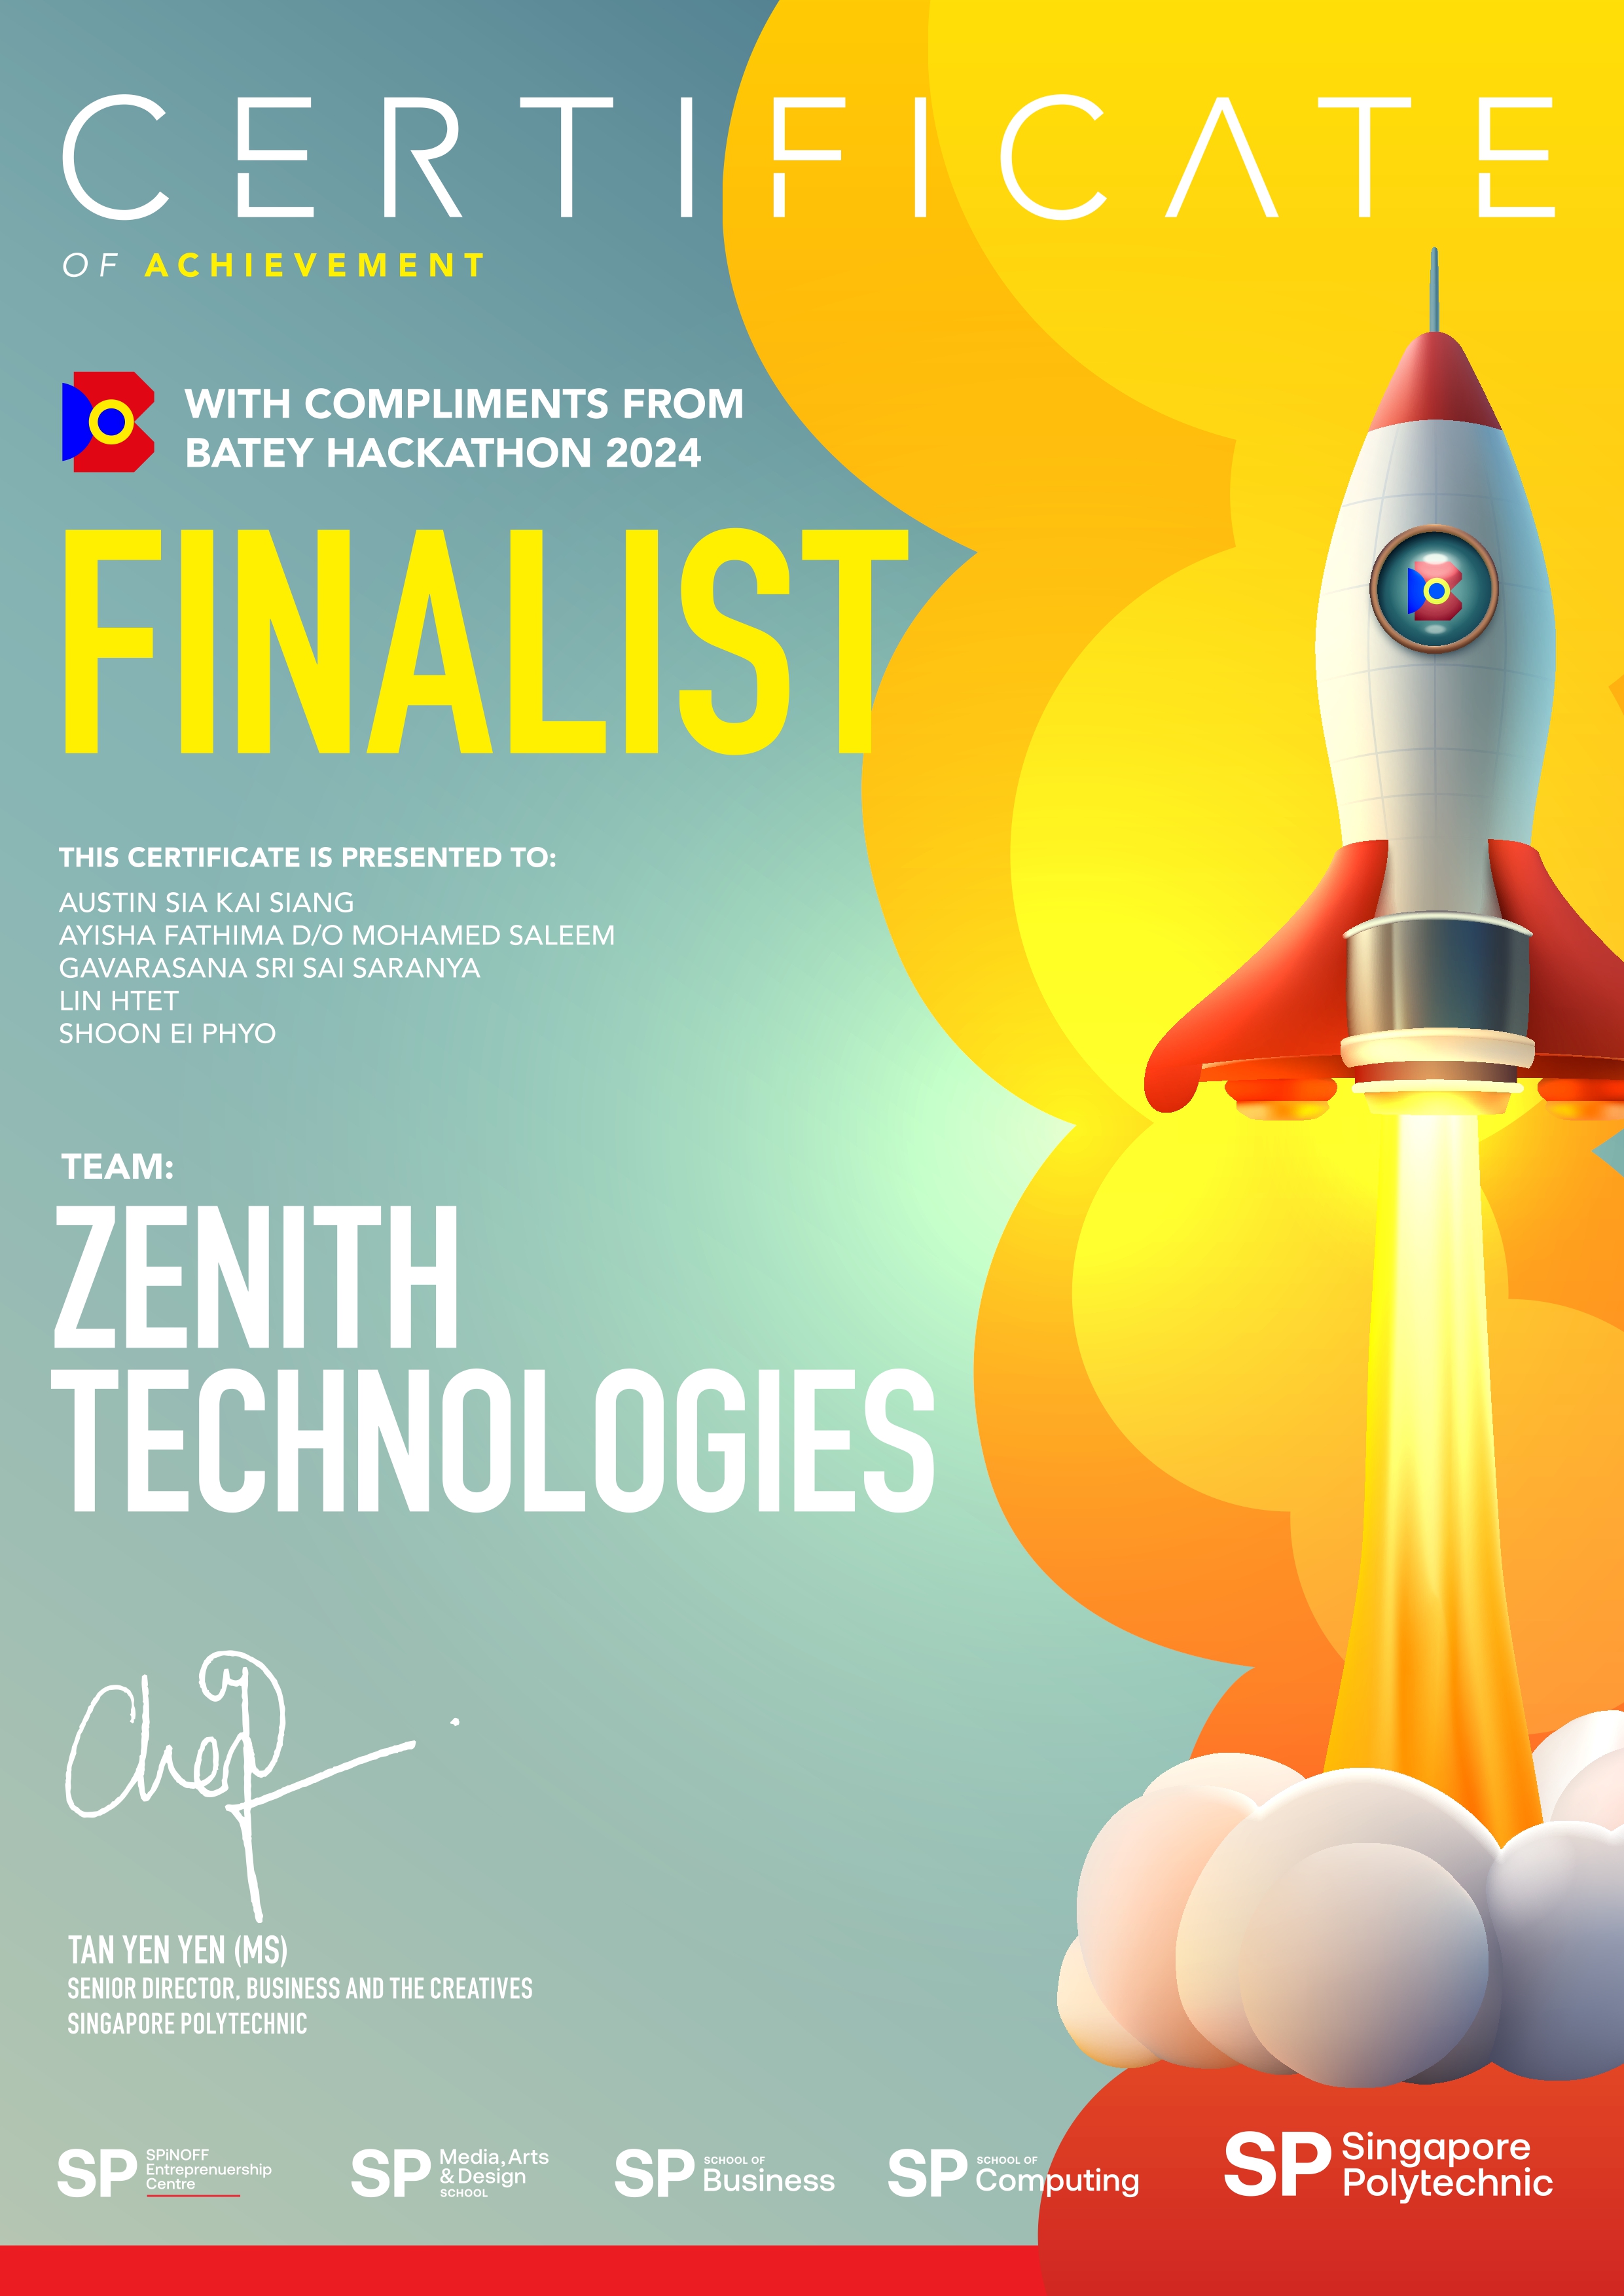 CERTIFICATE
OF ACHIEVEMENT
WITH COMPLIMENTS FROM
BATEY HACKATHON 2024
FINALIST
THIS CERTIFICATE IS PRESENTED TO:
AUSTIN SIA KAI SIANG
AYISHA FATHIMA D/O MOHAMED SALEEM
GAVARASANA SRI SAI SARANYA
LIN HTET
SHOON EI PHYO
TEAM:
ZENITH
TECHNOLOGIES
TAN YEN YEN (MS)
SENIOR DIRECTOR, BUSINESS AND THE CREATIVES
SINGAPORE POLYTECHNIC
SP SPiNOFF
Entreprenuership
Centre
SP Media, Arts
& Design
SCHOOL
SP SCHOOL OF
Business
SP SCHOOL OF
Computing
SP Singapore
Polytechnic